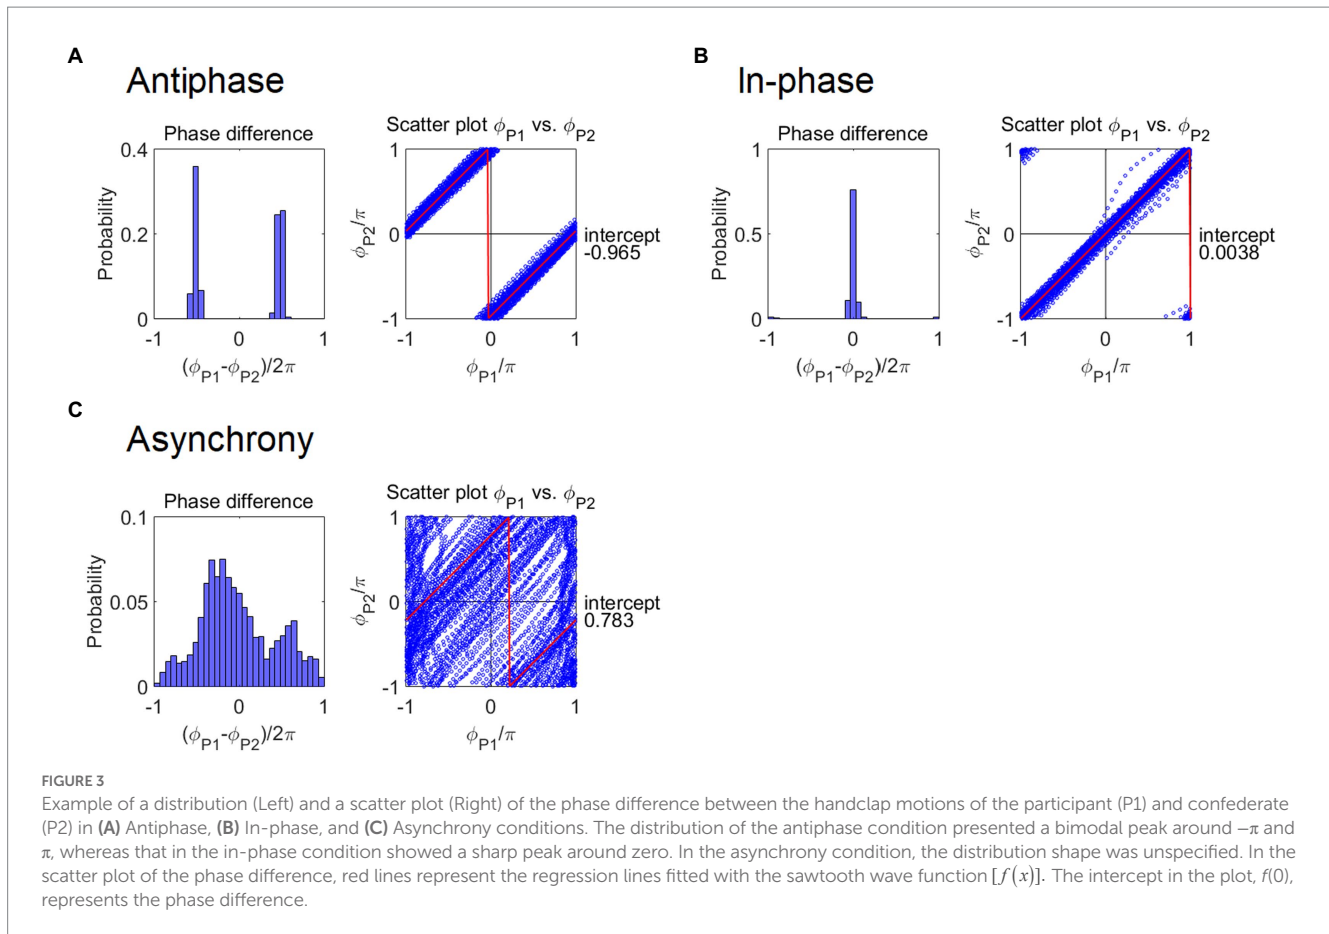 A
Antiphase
Phase difference
0.4
0.2
0
Probability
-1 0 1
(ϕP1-ϕP2)/2π
Scatter plot ϕP1 vs. ϕP2
1
0
-1
ϕP2/π
intercept
-0.965
-1 0 1
ϕP1/π
B
In-phase
Phase difference
1
0.5
0
Probability
-1 0 1
(ϕP1-ϕP2)/2π
Scatter plot ϕP1 vs. ϕP2
1
0
-1
ϕP2/π
intercept
0.0038
-1 0 1
ϕP1/π
C
Asynchrony
Phase difference
0.1
0.05
0
Probability
-1 0 1
(ϕP1-ϕP2)/2π
Scatter plot ϕP1 vs. ϕP2
1
0
-1
ϕP2/π
intercept
0.783
-1 0 1
ϕP1/π
FIGURE 3
Example of a distribution (Left) and a scatter plot (Right) of the phase difference between the handclap motions of the participant (P1) and confederate
(P2) in (A) Antiphase, (B) In-phase, and (C) Asynchrony conditions. The distribution of the antiphase condition presented a bimodal peak around −π and
π, whereas that in the in-phase condition showed a sharp peak around zero. In the asynchrony condition, the distribution shape was unspecified. In the
scatter plot of the phase difference, red lines represent the regression lines fitted with the sawtooth wave function [f(x)]. The intercept in the plot, f(0),
represents the phase difference.